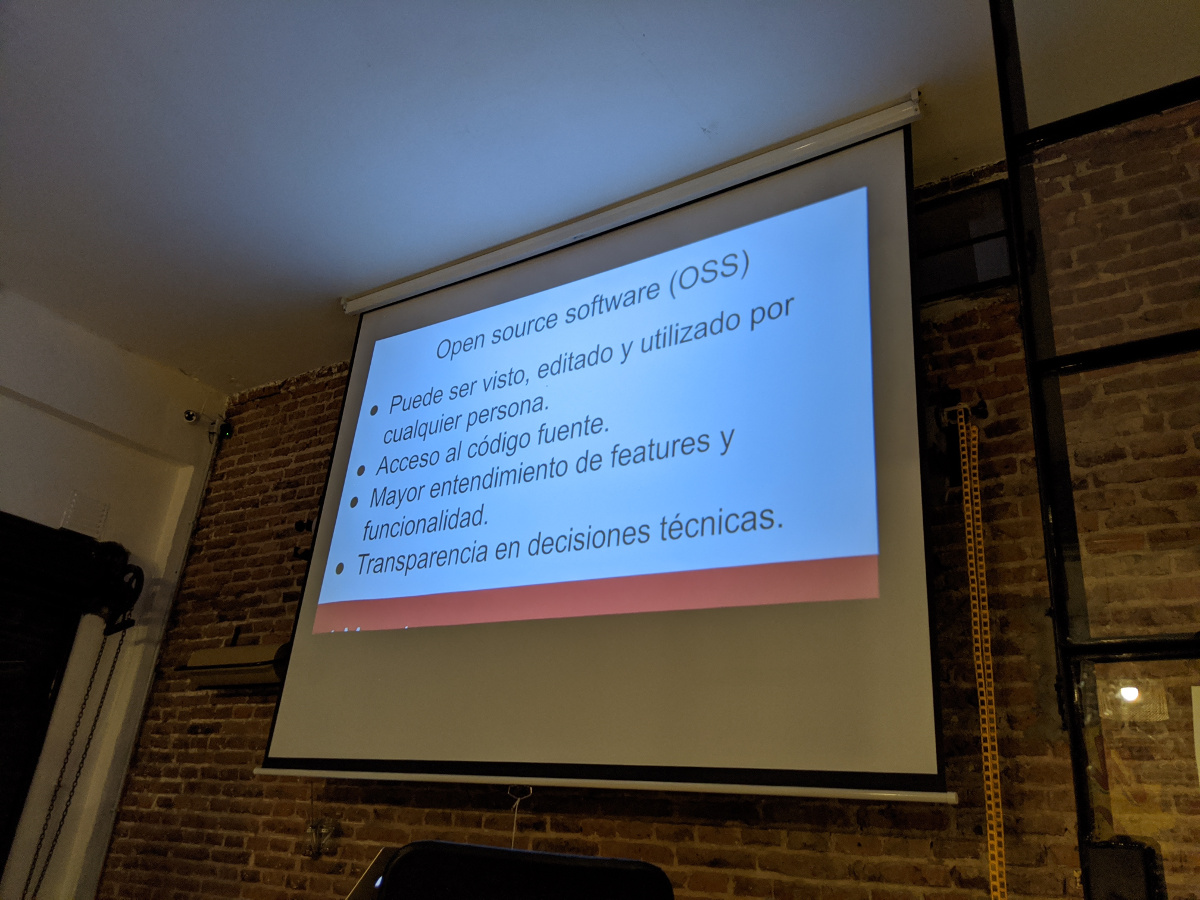 Open source software (OSS)
● Puede ser visto, editado y utilizado por
cualquier persona.
● Acceso al código fuente.
● Mayor entendimiento de features y
funcionalidad.
● Transparencia en decisiones técnicas.